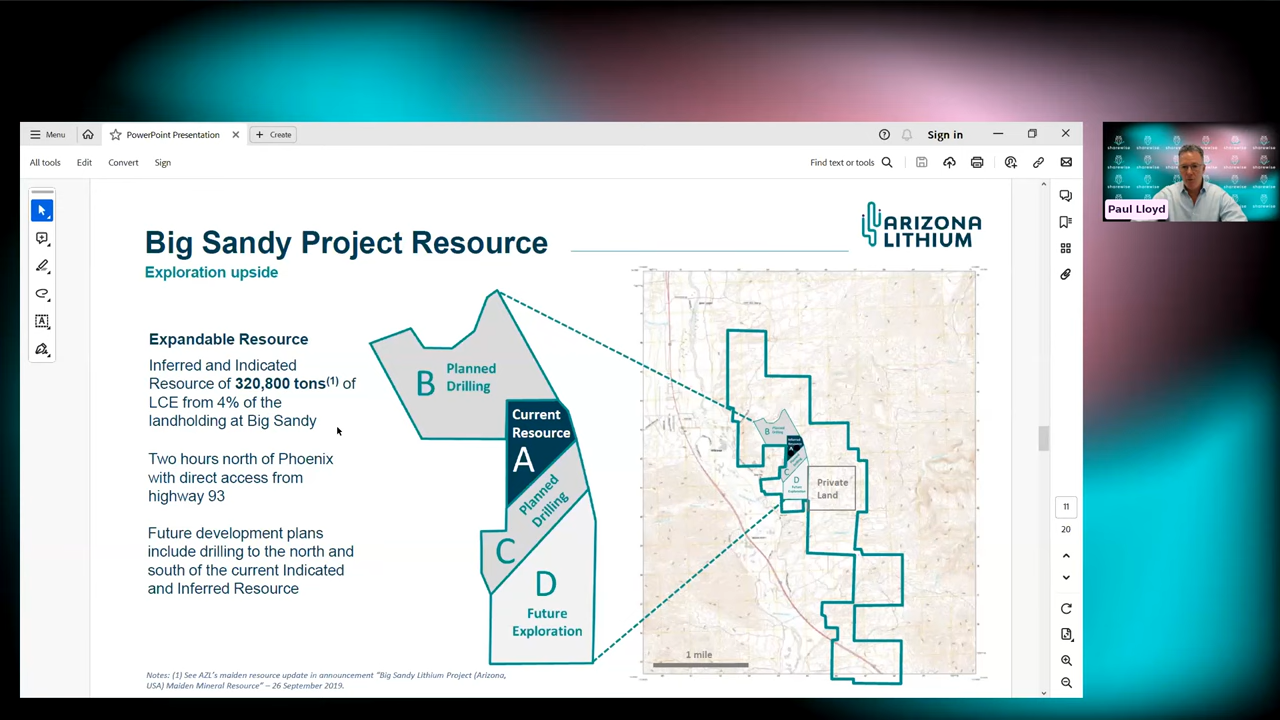 Menu
PowerPoint Presentation
Create
Sign in
All tools
Edit
Convert
Sign
Find text or tools
Paul Lloyd
ARIZONA
LITHIUM
Big Sandy Project Resource
Exploration upside
Expandable Resource
Inferred and Indicated
Resource of 320,800 tons(1) of
LCE from 4% of the
landholding at Big Sandy
Two hours north of Phoenix
with direct access from
highway 93
Future development plans
include drilling to the north and
south of the current Indicated
and Inferred Resource
B
Planned
Drilling
Current
Resource
A
Planned
Drilling
C
D
Future
Exploration
B
Planned
Drilling
A
C
D
Future
Exploration
Private
Land
1 mile
11
20
Notes: (1) See AZL's maiden resource update in announcement "Big Sandy Lithium Project (Arizona,
USA) Maiden Mineral Resource" – 26 September 2019.